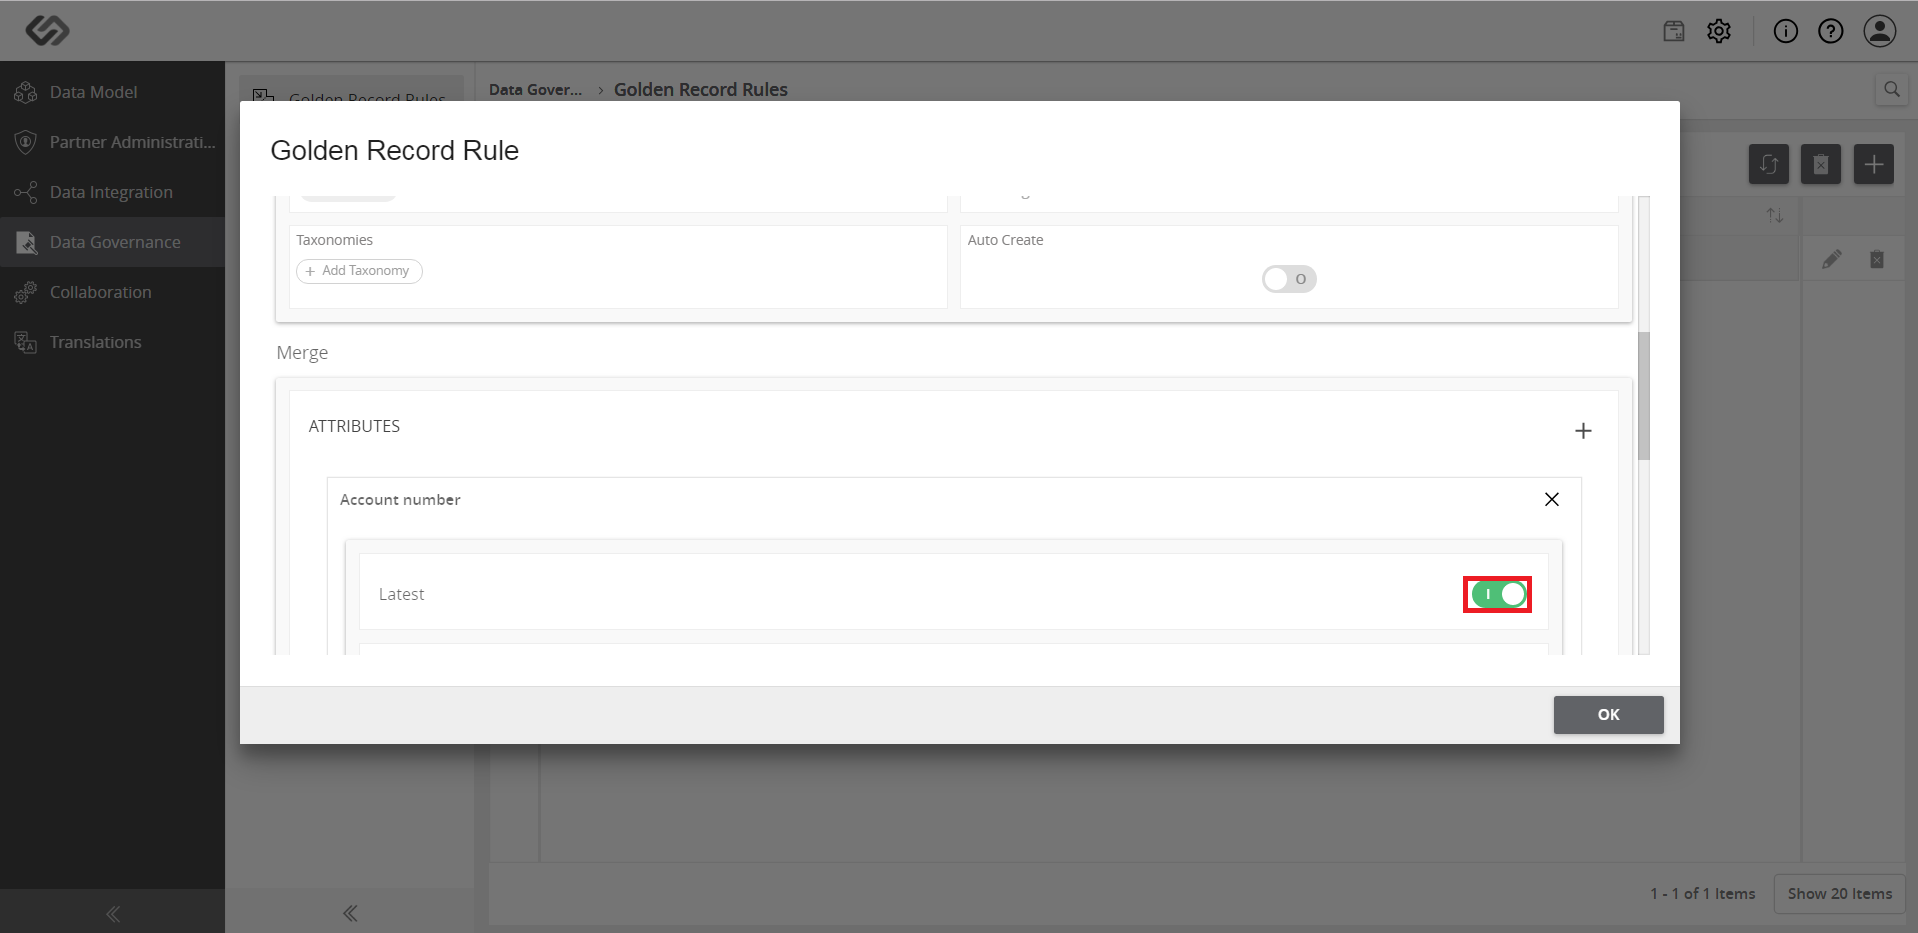 Data Model
Partner Administrati...
Data Integration
Data Governance
Collaboration
Translations
Golden Record Rules
Data Gover... > Golden Record Rules
Golden Record Rule
Taxonomies
+ Add Taxonomy
Auto Create
Merge
ATTRIBUTES
Account number
Latest
OK
1 - 1 of 1 Items
Show 20 Items